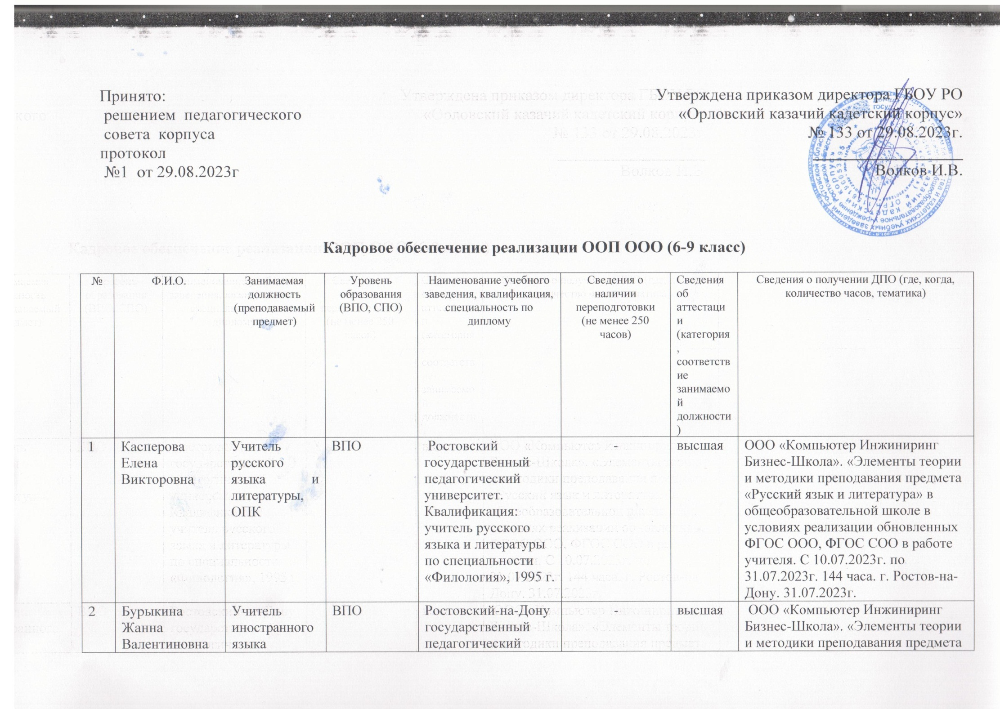 Принято:
решением педагогического
совета корпуса
протокол
№1 от 29.08.2023г
Утверждена приказом директора ГБОУ РО
«Орловский казачий кадетский корпус»
№ 133 от 29.08.2023г.
Волков И.В.
Кадровое обеспечение реализации ООП ООО (6-9 класс)
№
Ф.И.О.
Занимаемая
должность
(преподаваемый
предмет)
Уровень
образования
(ВПО, СПО)
Наименование учебного
заведения, квалификация,
специальность по
диплому
Сведения о
наличии
переподготовки
(не менее 250
часов)
Сведения
об
аттестаци
и
(категория
,
соответств
ие
занимаемо
й
должности
)
Сведения о получении ДПО (где, когда,
количество часов, тематика)
1
Касперова
Елена
Викторовна
Учитель
русского
языка и
литературы,
ОПК
ВПО
Ростовский
государственный
педагогический
университет.
Квалификация:
учитель русского
языка и литературы
по специальности
«Филология», 1995 г.
-
высшая
ООО «Компьютер Инжиниринг
Бизнес-Школа». «Элементы теории
и методики преподавания предмета
«Русский язык и литература» в
общеобразовательной школе в
условиях реализации обновленных
ФГОС ООО, ФГОС СОО в работе
учителя. С 10.07.2023г. по
31.07.2023г. 144 часа. г. Ростов-на-
Дону. 31.07.2023г.
2
Бурыкина
Жанна
Валентиновна
Учитель
иностранного
языка
ВПО
Ростовский-на-Дону
государственный
педагогический
-
высшая
ООО «Компьютер Инжиниринг
Бизнес-Школа». «Элементы теории
и методики преподавания предмета